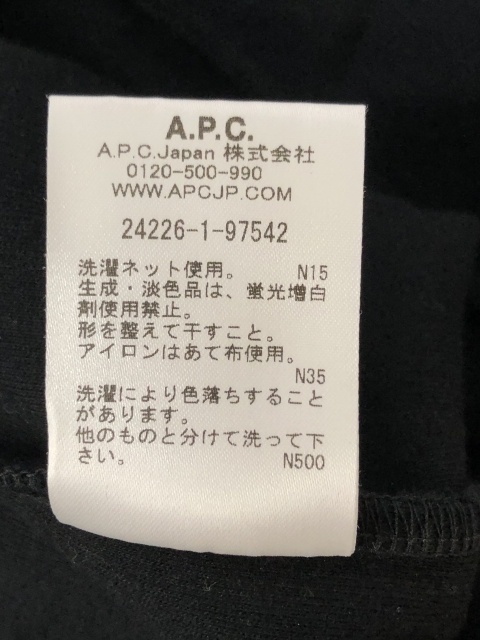 A.P.C.
A.P.C.Japan 株式会社
0120-500-990
WWW.APCJP.COM
24226-1-97542
洗濯ネット使用。 N15
生成・淡色品は、蛍光増白
剤使用禁止。
形を整えて干すこと。
アイロンはあて布使用。
N35
洗濯により色落ちすること
があります。
他のものと分けて洗って下
さい。 N500